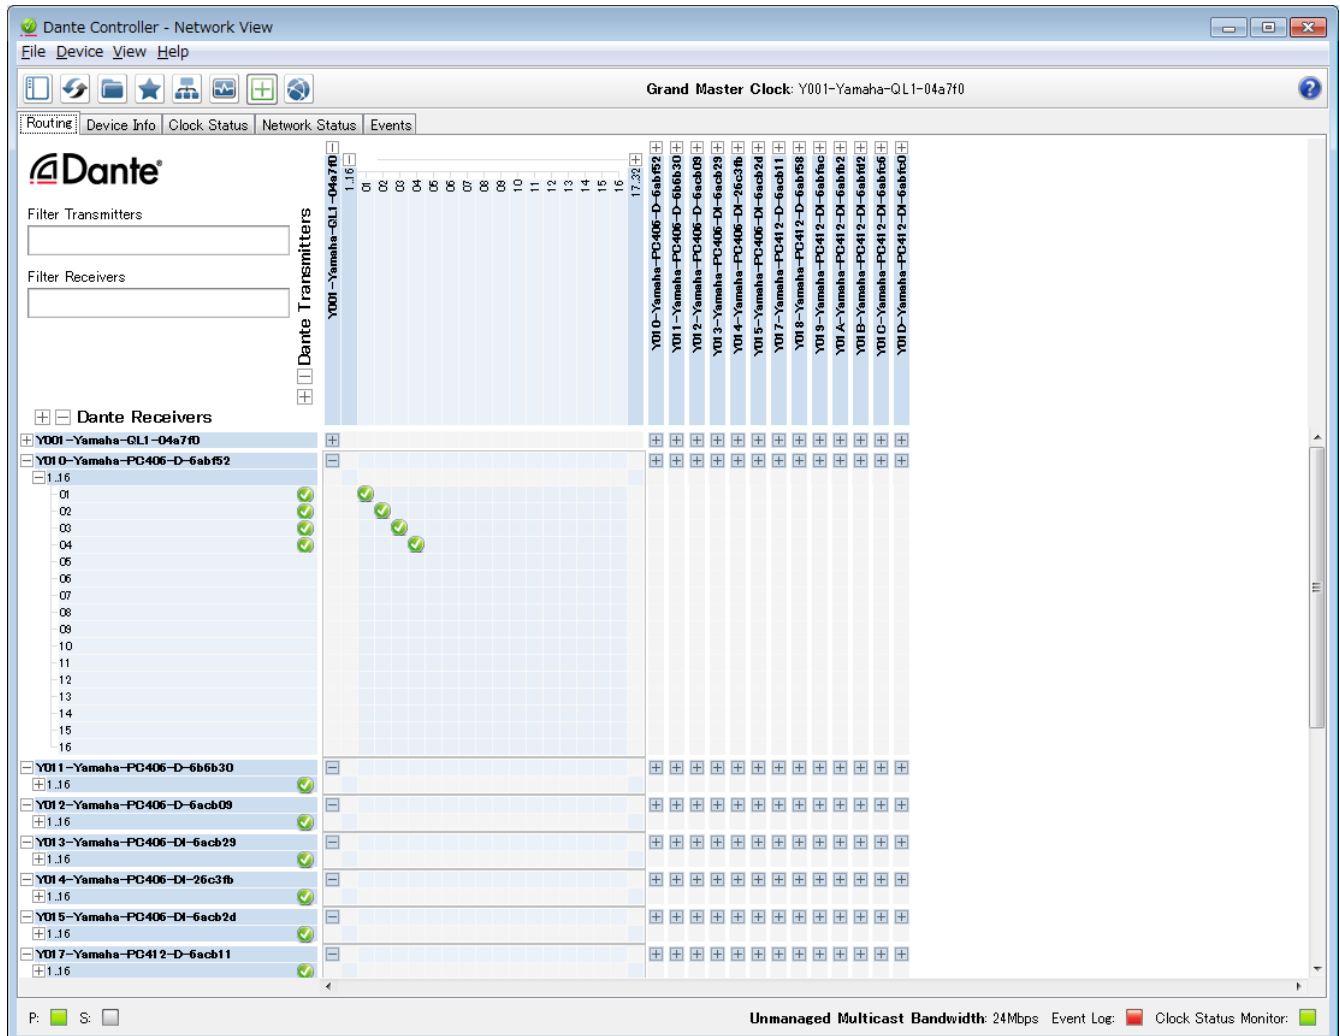 Dante Controller - Network View
File Device View Help
Grand Master Clock: Y001-Yamaha-QL1-04a7f0
Routing Device Info Clock Status Network Status Events
Dante®
Filter Transmitters
Filter Receivers
Dante Transmitters
Dante Receivers
Y001-Yamaha-QL1-04a7f0
1..16
01
02
03
04
05
06
07
08
09
10
11
12
13
14
15
16
17..32
Y010-Yamaha-PC406-D-6abf52
Y011-Yamaha-PC406-D-6b6b30
Y012-Yamaha-PC406-D-6acb09
Y013-Yamaha-PC406-DI-6acb29
Y014-Yamaha-PC406-DI-26c3fb
Y015-Yamaha-PC406-DI-6acb2d
Y017-Yamaha-PC412-D-6acb11
Y018-Yamaha-PC412-D-6abf58
Y019-Yamaha-PC412-DI-6abfac
Y01A-Yamaha-PC412-DI-6abfb2
Y01B-Yamaha-PC412-DI-6abfd2
Y01C-Yamaha-PC412-DI-6abfc6
Y01D-Yamaha-PC412-DI-6abfc0
Y001-Yamaha-QL1-04a7f0
Y010-Yamaha-PC406-D-6abf52
1..16
01
02
03
04
05
06
07
08
09
10
11
12
13
14
15
16
Y011-Yamaha-PC406-D-6b6b30
1..16
Y012-Yamaha-PC406-D-6acb09
1..16
Y013-Yamaha-PC406-DI-6acb29
1..16
Y014-Yamaha-PC406-DI-26c3fb
1..16
Y015-Yamaha-PC406-DI-6acb2d
1..16
Y017-Yamaha-PC412-D-6acb11
1..16
P: S: Unmanaged Multicast Bandwidth: 24Mbps Event Log: Clock Status Monitor: